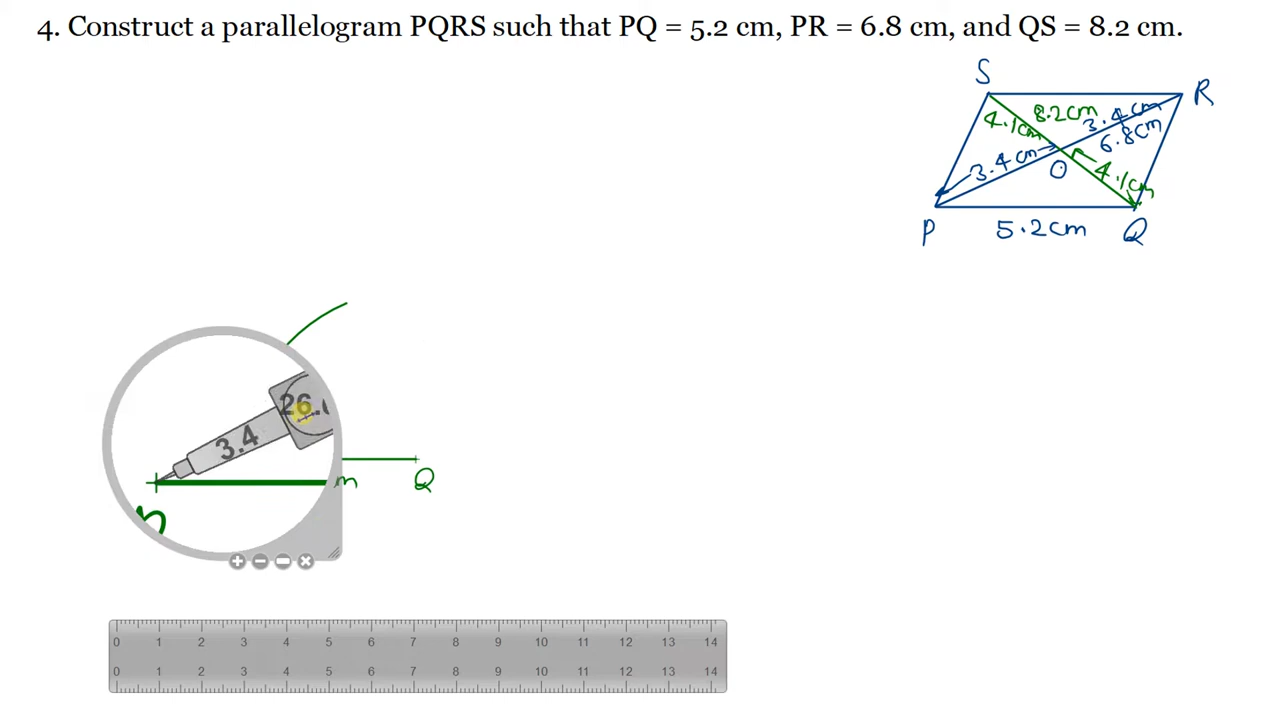 4. Construct a parallelogram PQRS such that PQ = 5.2 cm, PR = 6.8 cm, and QS = 8.2 cm.
S
R
8.2cm
3.4cm
4.1cm
6.8cm
3.4cm
O
4.1cm
P
5.2cm
Q
3.4
m
Q
0 1 2 3 4 5 6 7 8 9 10 11 12 13 14
0 1 2 3 4 5 6 7 8 9 10 11 12 13 14